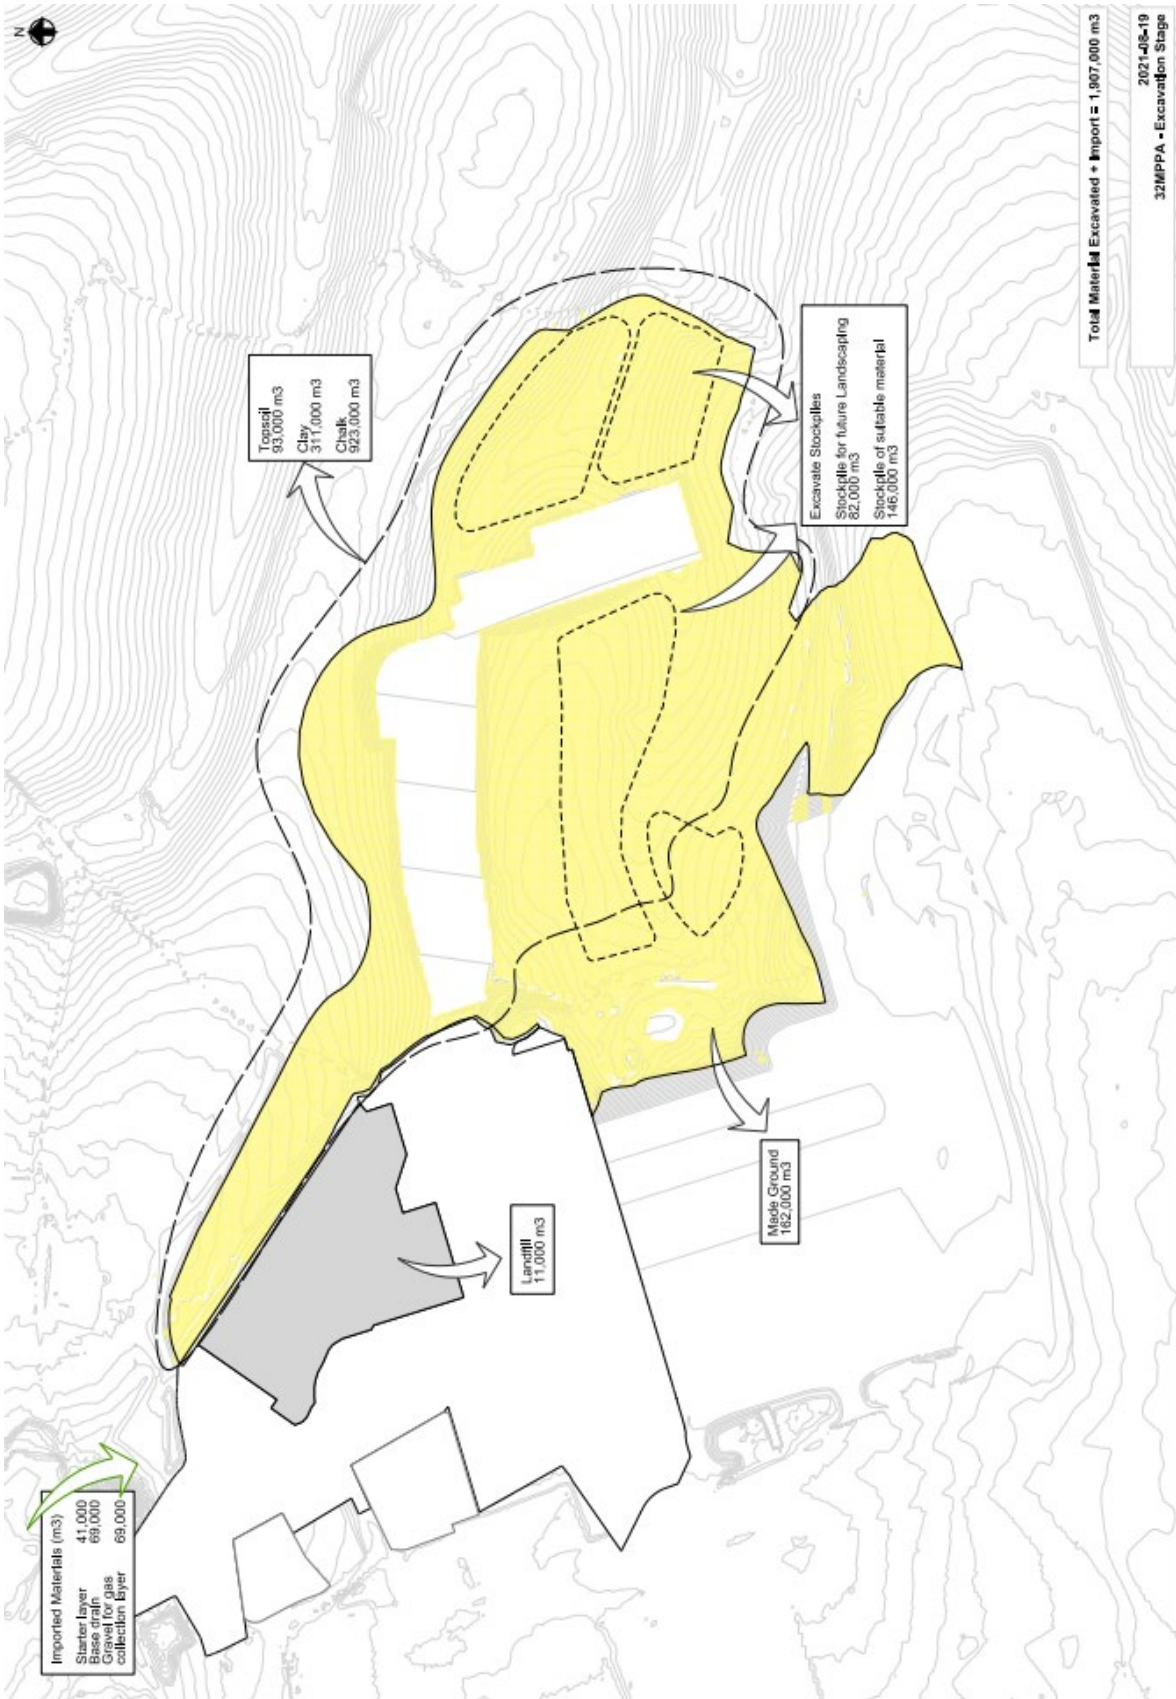 N
Imported Materials (m3)
Starter layer 41,000
Base drain 69,000
Gravel for gas
collection layer 69,000
Topsoil
93,000 m3
Clay
311,000 m3
Chalk
923,000 m3
Landfill
11,000 m3
Made Ground
162,000 m3
Excavate Stockpiles
Stockpile for future Landscaping
82,000 m3
Stockpile of suitable material
146,000 m3
Total Material Excavated + Import = 1,907,000 m3
2021-08-19
32MPPA - Excavation Stage